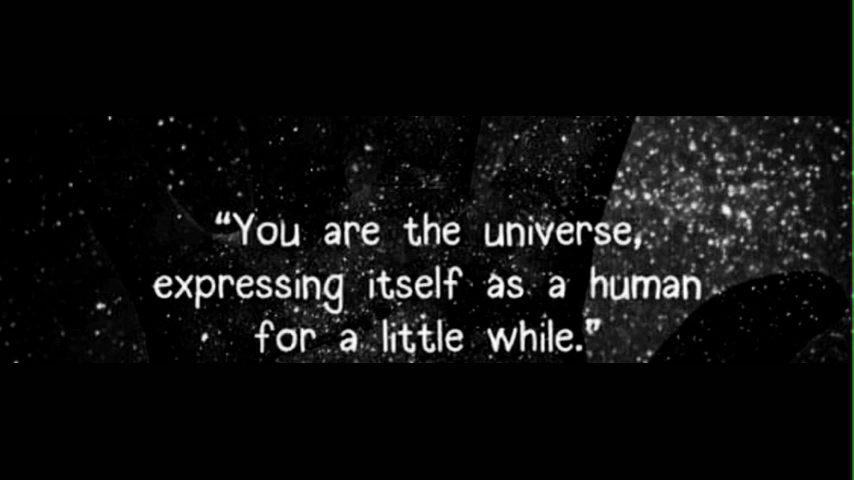 “You are the universe,
expressing itself as a human
for a little while.”